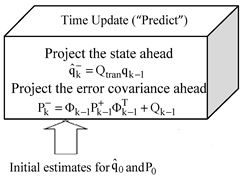 Time Update (“Predict”)
Project the state ahead
q̂ₖ⁻ = Q_tran qₖ₋₁
Project the error covariance ahead
Pₖ⁻ = Φₖ₋₁Pₖ₋₁⁺Φₖ₋₁ᵀ + Qₖ₋₁
Initial estimates for q̂₀ and P₀